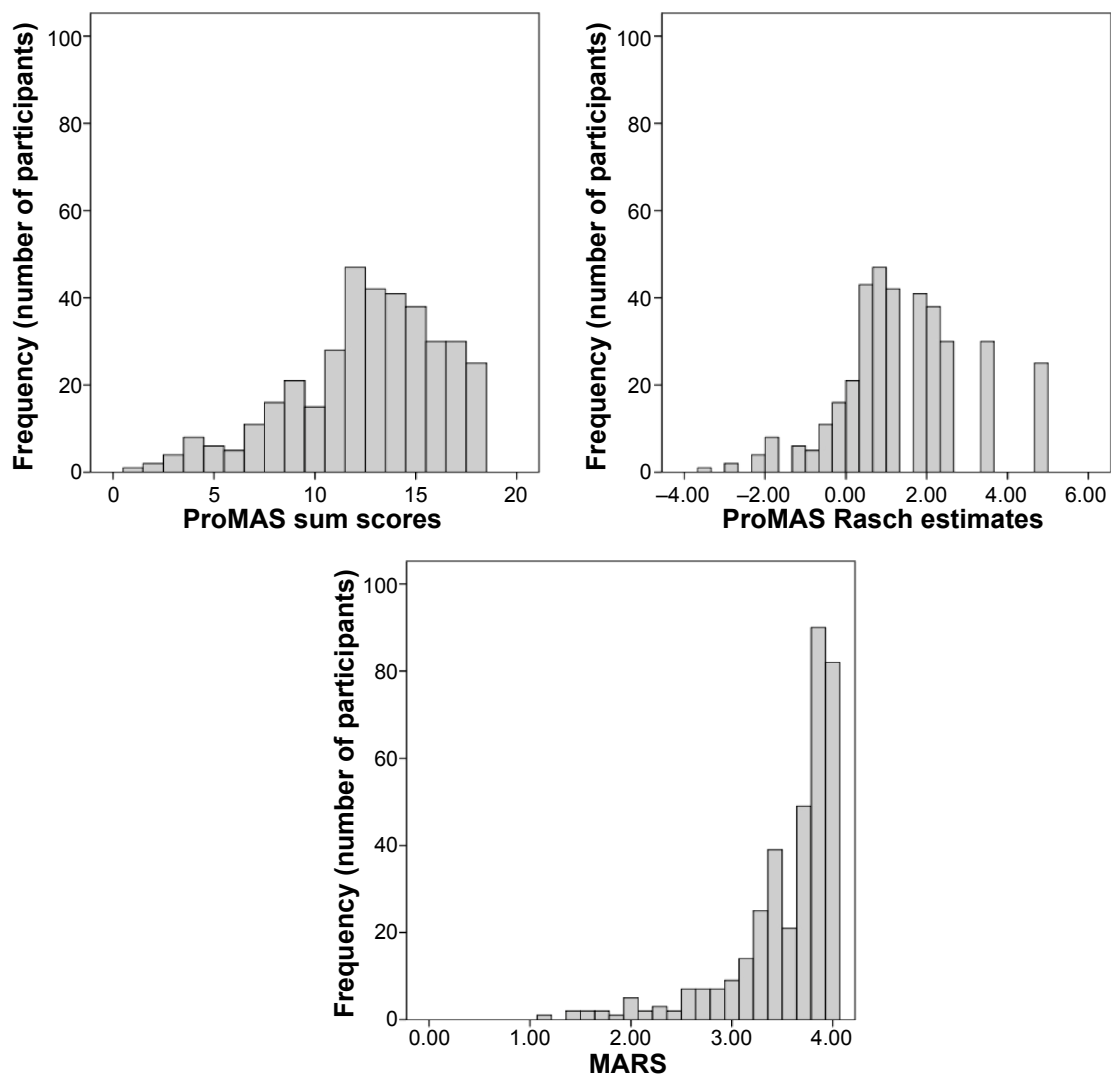 Frequency (number of participants)
100
80
60
40
20
0
0 5 10 15 20
ProMAS sum scores
Frequency (number of participants)
100
80
60
40
20
0
–4.00 –2.00 0.00 2.00 4.00 6.00
ProMAS Rasch estimates
Frequency (number of participants)
100
80
60
40
20
0
0.00 1.00 2.00 3.00 4.00
MARS